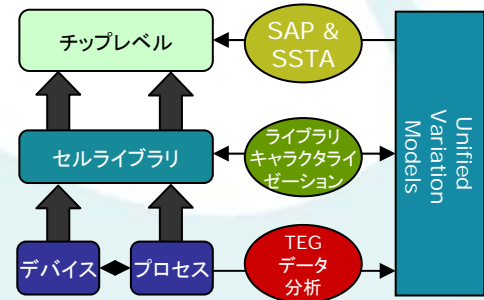 チップレベル
SAP &
SSTA
セルライブラリ
ライブラリ
キャラクタライ
ゼーション
Unified
Variation
Models
デバイス
プロセス
TEG
データ
分析